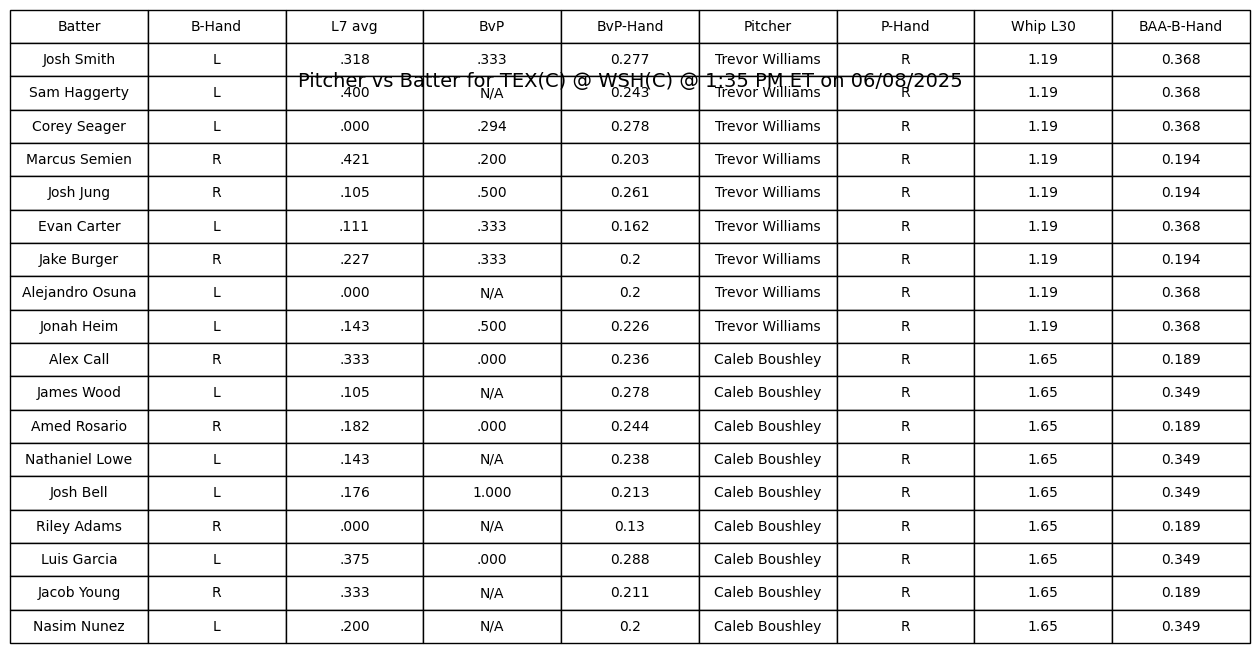 Batter B-Hand L7 avg BvP BvP-Hand Pitcher P-Hand Whip L30 BAA-B-Hand
Josh Smith L .318 .333 0.277 Trevor Williams R 1.19 0.368
Pitcher vs Batter for TEX(C) @ WSH(C) @ 1:35 PM ET on 06/08/2025
Sam Haggerty L .400 N/A 0.243 Trevor Williams R 1.19 0.368
Corey Seager L .000 .294 0.278 Trevor Williams R 1.19 0.368
Marcus Semien R .421 .200 0.203 Trevor Williams R 1.19 0.194
Josh Jung R .105 .500 0.261 Trevor Williams R 1.19 0.194
Evan Carter L .111 .333 0.162 Trevor Williams R 1.19 0.368
Jake Burger R .227 .333 0.2 Trevor Williams R 1.19 0.194
Alejandro Osuna L .000 N/A 0.2 Trevor Williams R 1.19 0.368
Jonah Heim L .143 .500 0.226 Trevor Williams R 1.19 0.368
Alex Call R .333 .000 0.236 Caleb Boushley R 1.65 0.189
James Wood L .105 N/A 0.278 Caleb Boushley R 1.65 0.349
Amed Rosario R .182 .000 0.244 Caleb Boushley R 1.65 0.189
Nathaniel Lowe L .143 N/A 0.238 Caleb Boushley R 1.65 0.349
Josh Bell L .176 1.000 0.213 Caleb Boushley R 1.65 0.349
Riley Adams R .000 N/A 0.13 Caleb Boushley R 1.65 0.189
Luis Garcia L .375 .000 0.288 Caleb Boushley R 1.65 0.349
Jacob Young R .333 N/A 0.211 Caleb Boushley R 1.65 0.189
Nasim Nunez L .200 N/A 0.2 Caleb Boushley R 1.65 0.349